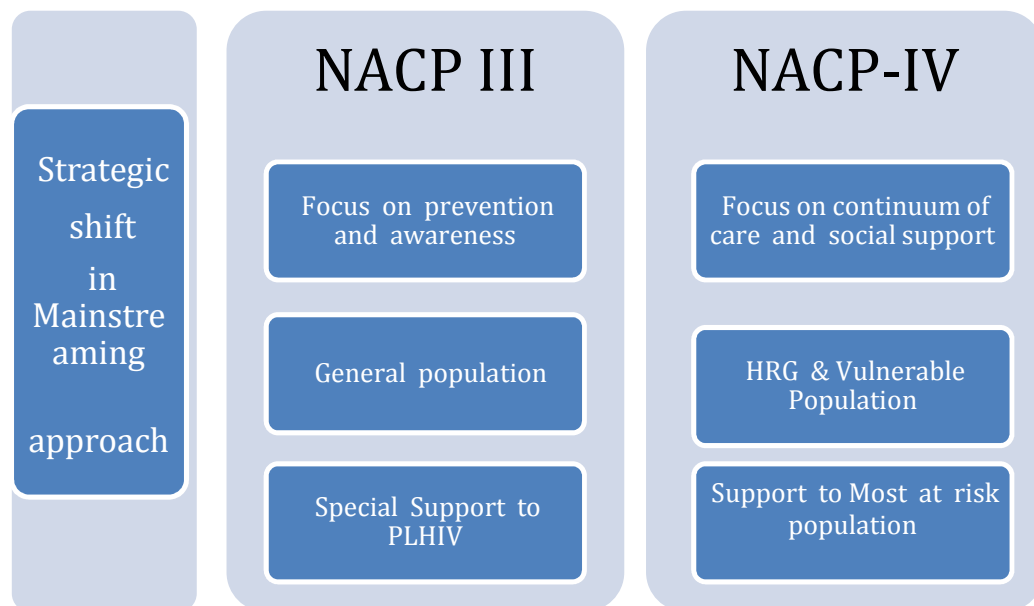 Strategic
shift
in
Mainstre
aming
approach
NACP III
Focus on prevention
and awareness
General population
Special Support to
PLHIV
NACP-IV
Focus on continuum of
care and social support
HRG & Vulnerable
Population
Support to Most at risk
population